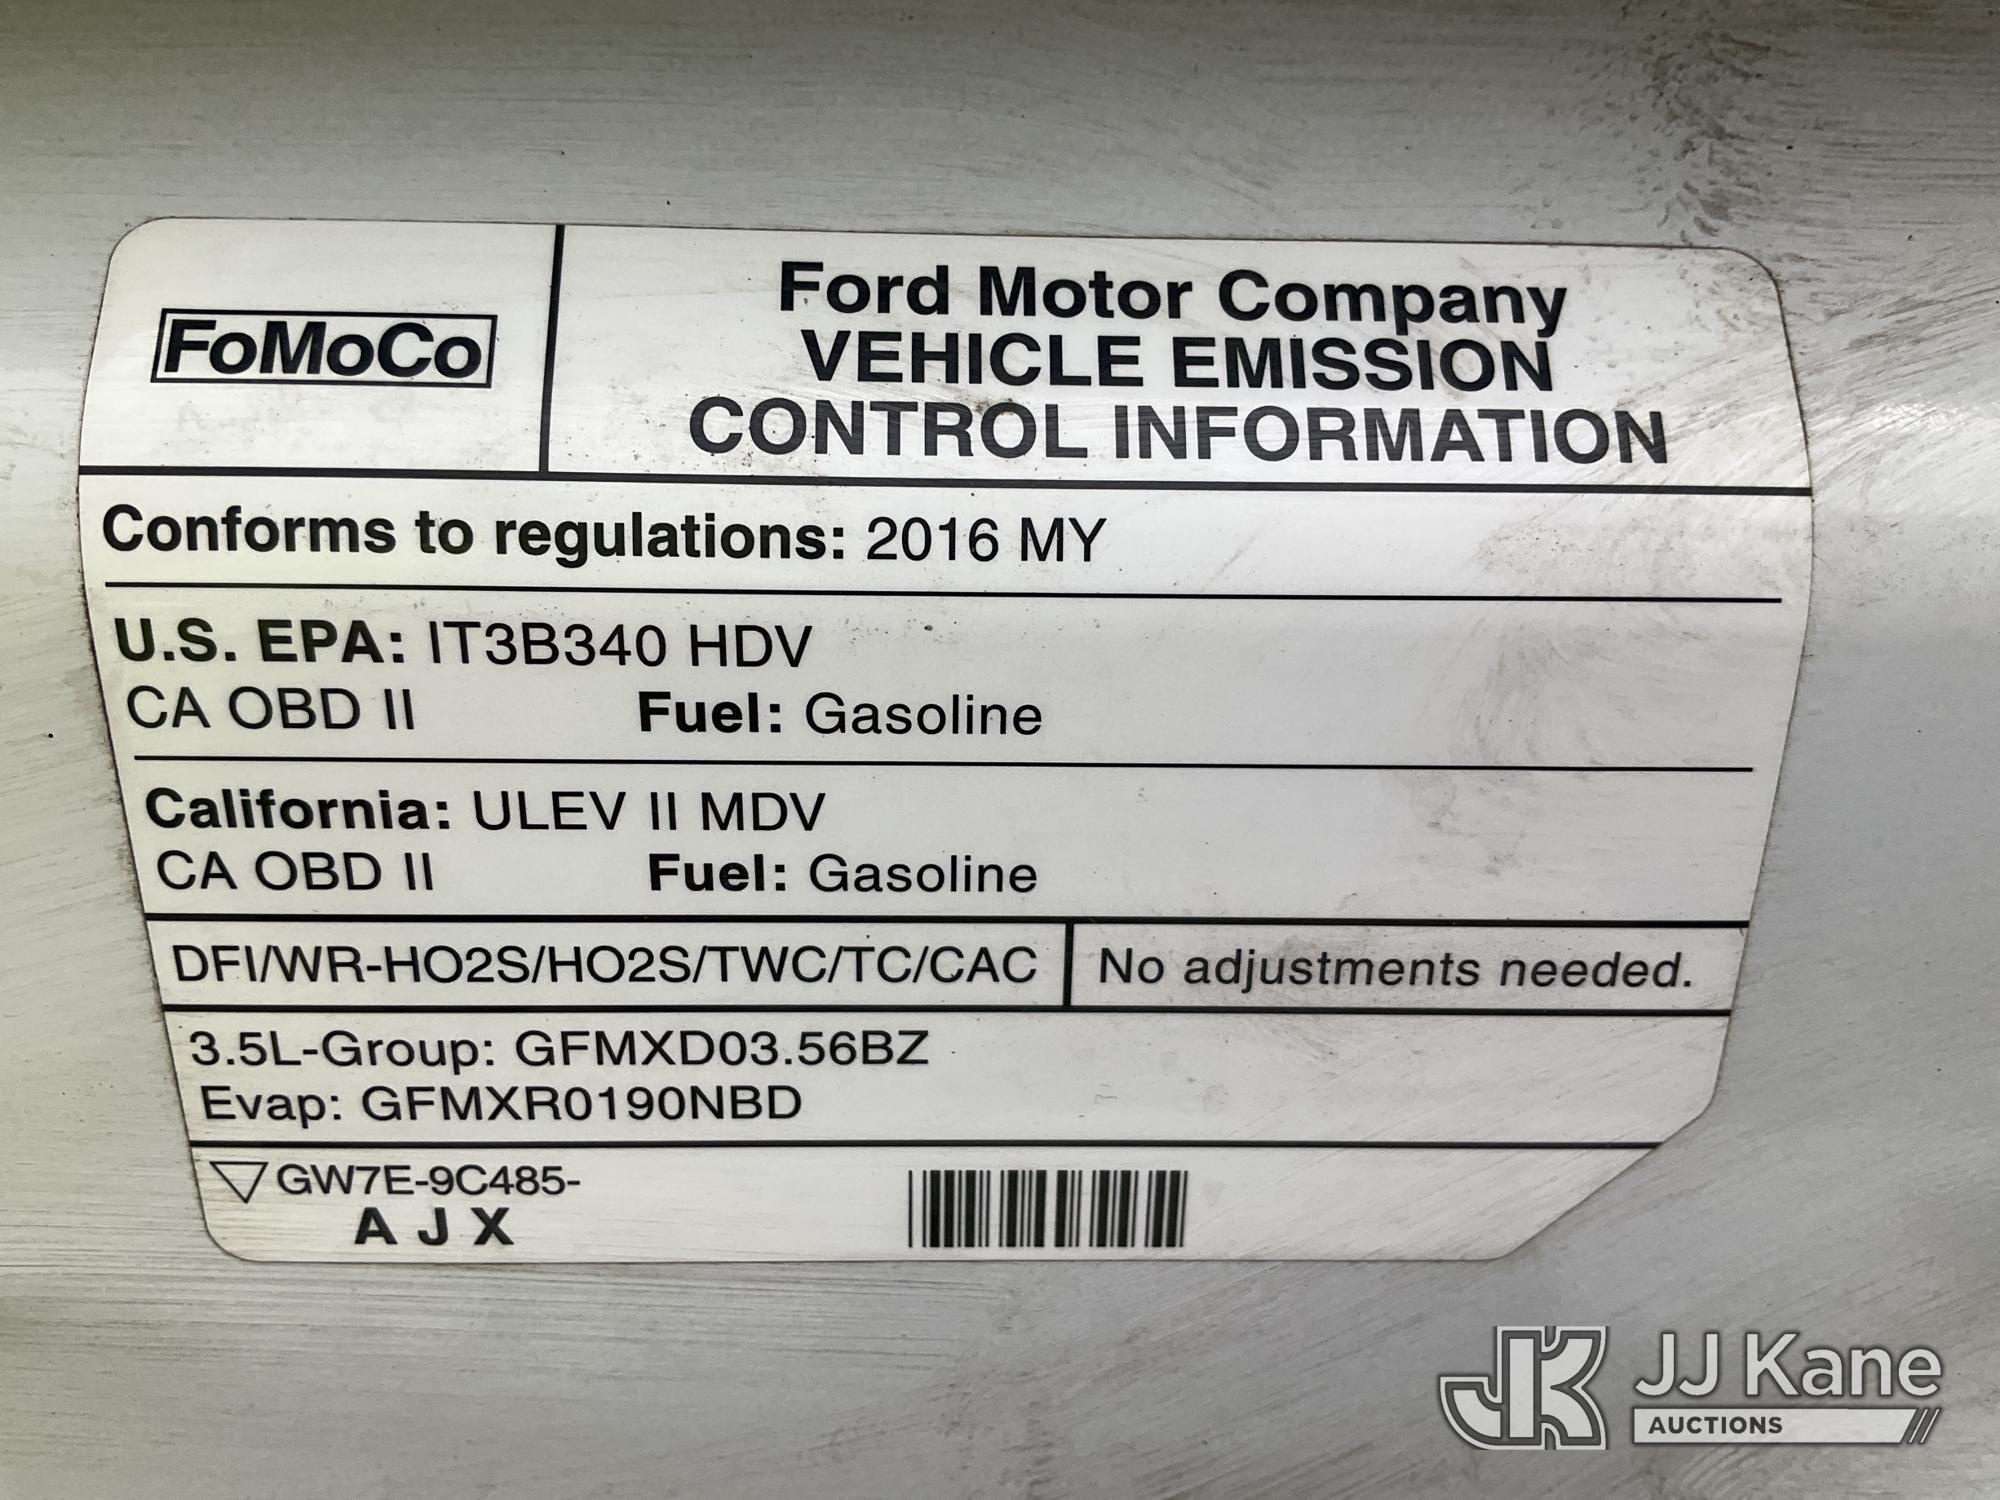 FoMoCo
Ford Motor Company
VEHICLE EMISSION
CONTROL INFORMATION
Conforms to regulations: 2016 MY
U.S. EPA: IT3B340 HDV
CA OBD II Fuel: Gasoline
California: ULEV II MDV
CA OBD II Fuel: Gasoline
DFI/WR-HO2S/HO2S/TWC/TC/CAC
No adjustments needed.
3.5L-Group: GFMXD03.56BZ
Evap: GFMXR0190NBD
GW7E-9C485-
A J X
JK JJ Kane
AUCTIONS